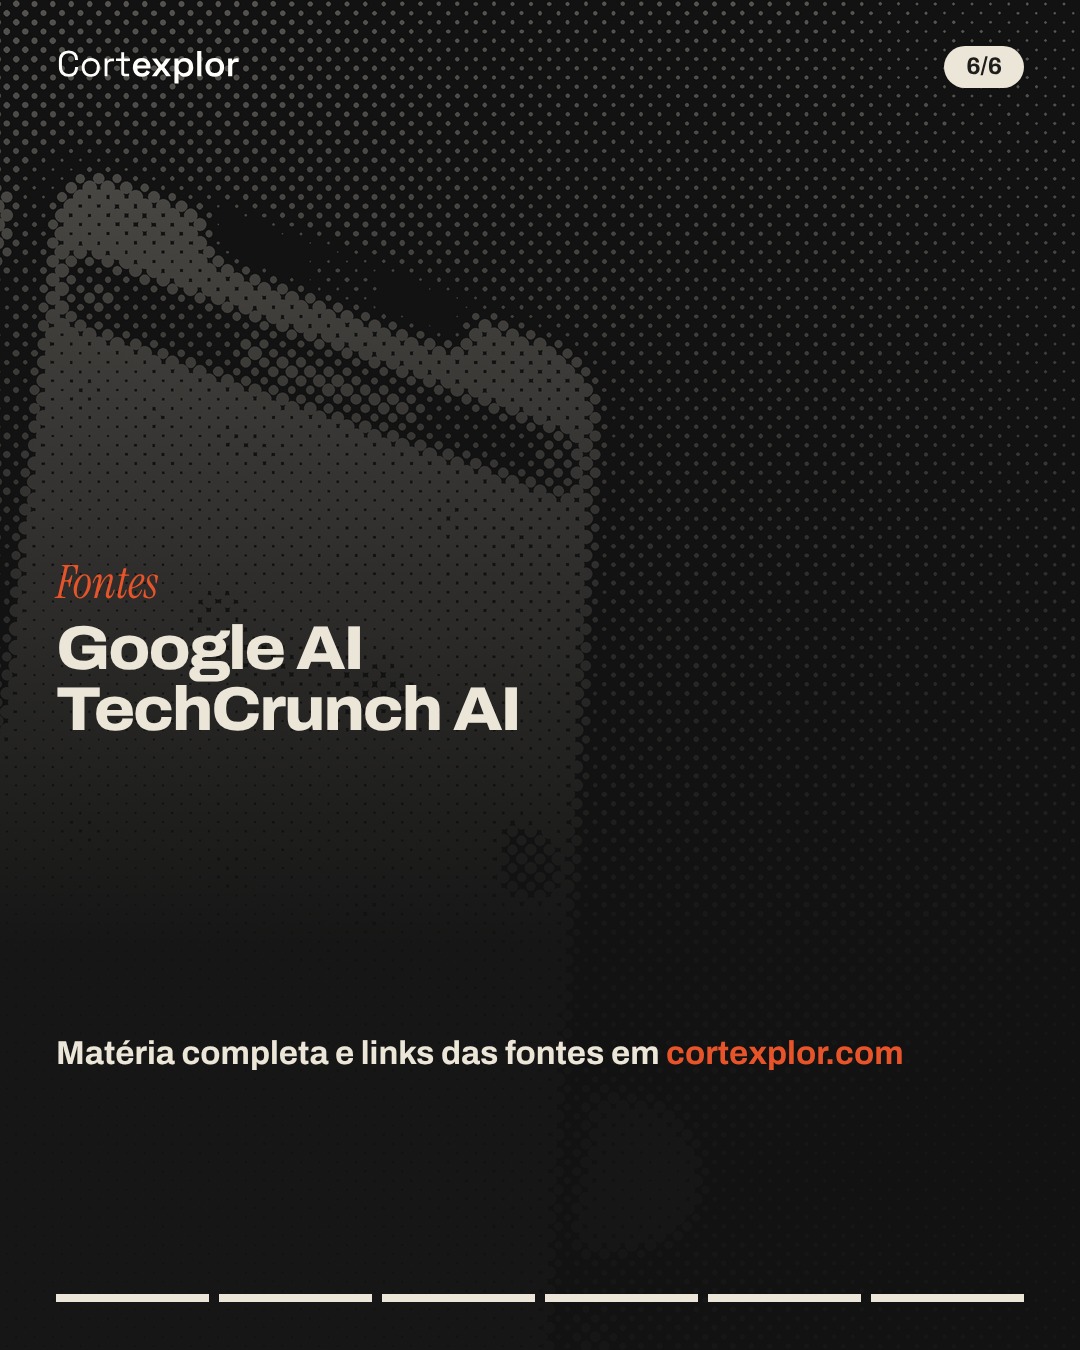 Cortexplor
6/6
Fontes
Google AI
TechCrunch AI
Matéria completa e links das fontes em cortexplor.com